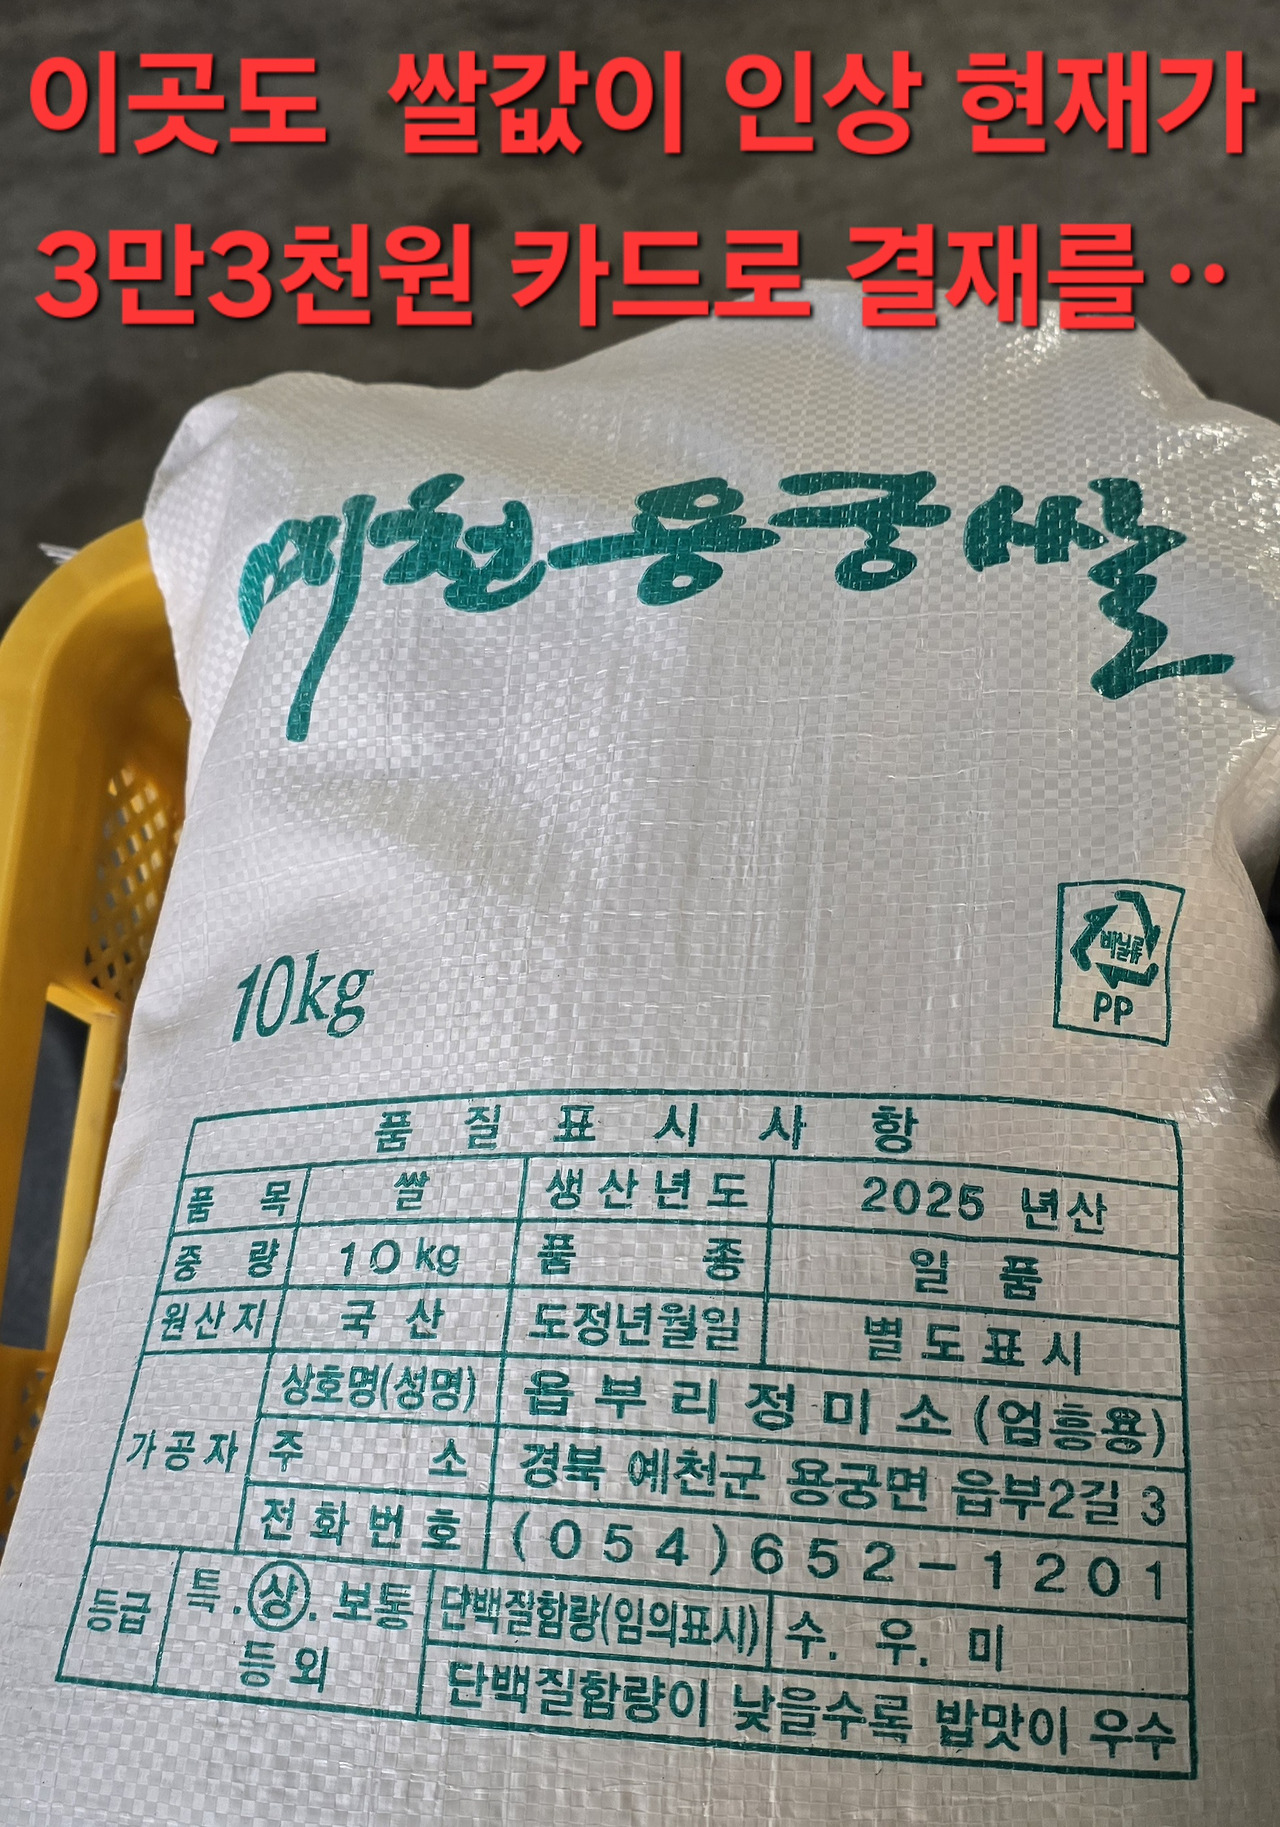 이곳도 쌀값이 인상 현재가
3만3천원 카드로 결재를··
예천용궁쌀
10kg
비닐류
PP
품질표시사항
품목 쌀 생산년도 2025 년산
중량 10kg 품종 일품
원산지 국산 도정년월일 별도표시
가공자 상호명(성명) 읍부리정미소(엄흥용)
주소 경북 예천군 용궁면 읍부2길 3
전화번호 (054)652-1201
등급 특.상.보통 단백질함량(임의표시) 수. 우. 미
등외 단백질함량이 낮을수록 밥맛이 우수